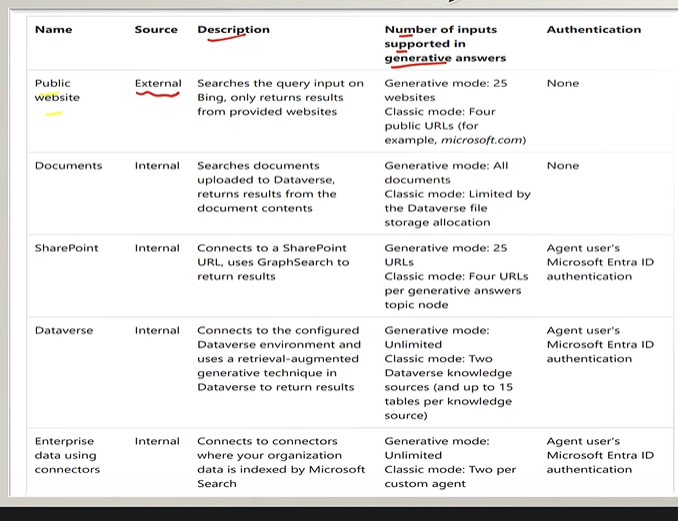 Name Source Description Number of inputs supported in generative answers Authentication
Public website External Searches the query input on Bing, only returns results from provided websites Generative mode: 25 websites Classic mode: Four public URLs (for example, microsoft.com) None
Documents Internal Searches documents uploaded to Dataverse, returns results from the document contents Generative mode: All documents Classic mode: Limited by the Dataverse file storage allocation None
SharePoint Internal Connects to a SharePoint URL, uses GraphSearch to return results Generative mode: 25 URLs Classic mode: Four URLs per generative answers topic node Agent user's Microsoft Entra ID authentication
Dataverse Internal Connects to the configured Dataverse environment and uses a retrieval-augmented generative technique in Dataverse to return results Generative mode: Unlimited Classic mode: Two Dataverse knowledge sources (and up to 15 tables per knowledge source) Agent user's Microsoft Entra ID authentication
Enterprise data using connectors Internal Connects to connectors where your organization data is indexed by Microsoft Search Generative mode: Unlimited Classic mode: Two per custom agent Agent user's Microsoft Entra ID authentication